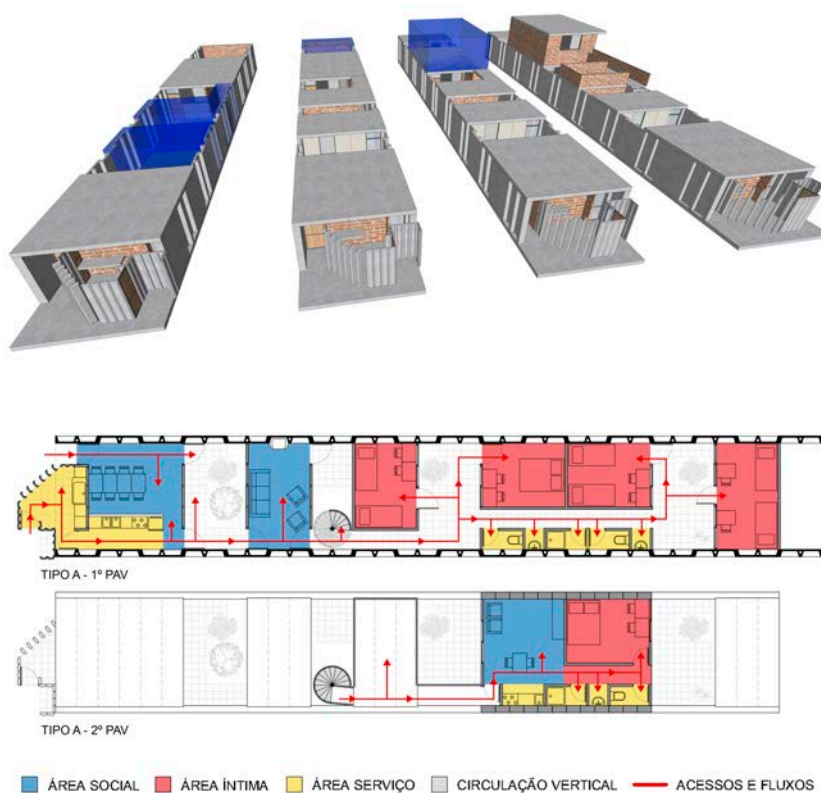 TIPO A - 1º PAV
TIPO A - 2º PAV
ÁREA SOCIAL ÁREA ÍNTIMA ÁREA SERVIÇO CIRCULAÇÃO VERTICAL ACESSOS E FLUXOS